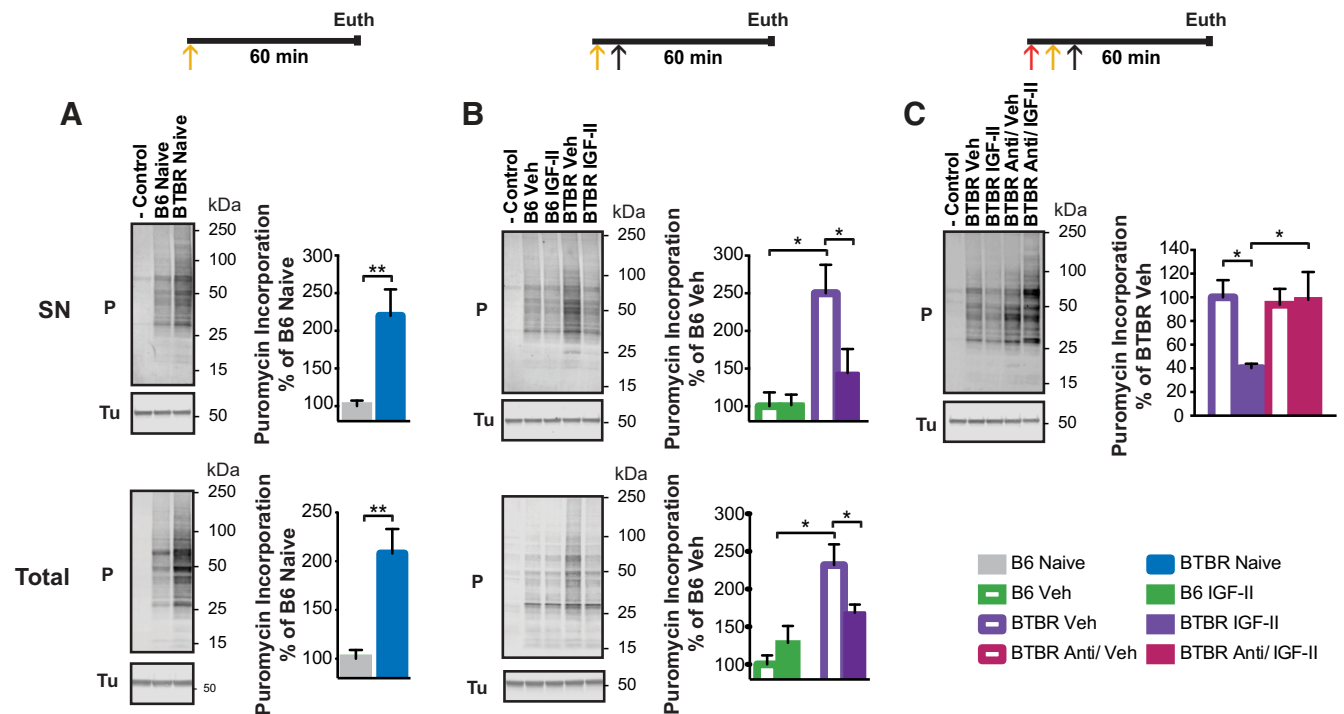 Euth
60 min
Euth
60 min
Euth
60 min
A
- Control
B6 Naive
BTBR Naive
kDa
250
100
50
25
15
SN
P
Tu
50
Puromycin Incorporation
% of B6 Naive
300
250
200
150
100
**
B
- Control
B6 Veh
B6 IGF-II
BTBR Veh
BTBR IGF-II
kDa
250
100
50
25
15
P
Tu
50
Puromycin Incorporation
% of B6 Veh
300
250
200
150
100
*
*
C
- Control
BTBR Veh
BTBR IGF-II
BTBR Anti/ Veh
BTBR Anti/ IGF-II
kDa
250
100
50
25
15
P
Tu
50
Puromycin Incorporation
% of BTBR Veh
140
120
100
80
60
40
20
0
*
*
kDa
250
100
50
25
15
Total
P
Tu
50
Puromycin Incorporation
% of B6 Naive
250
200
150
100
**
kDa
250
100
50
25
15
P
Tu
50
Puromycin Incorporation
% of B6 Veh
300
250
200
150
100
*
*
B6 Naive
BTBR Naive
B6 Veh
B6 IGF-II
BTBR Veh
BTBR IGF-II
BTBR Anti/ Veh
BTBR Anti/ IGF-II